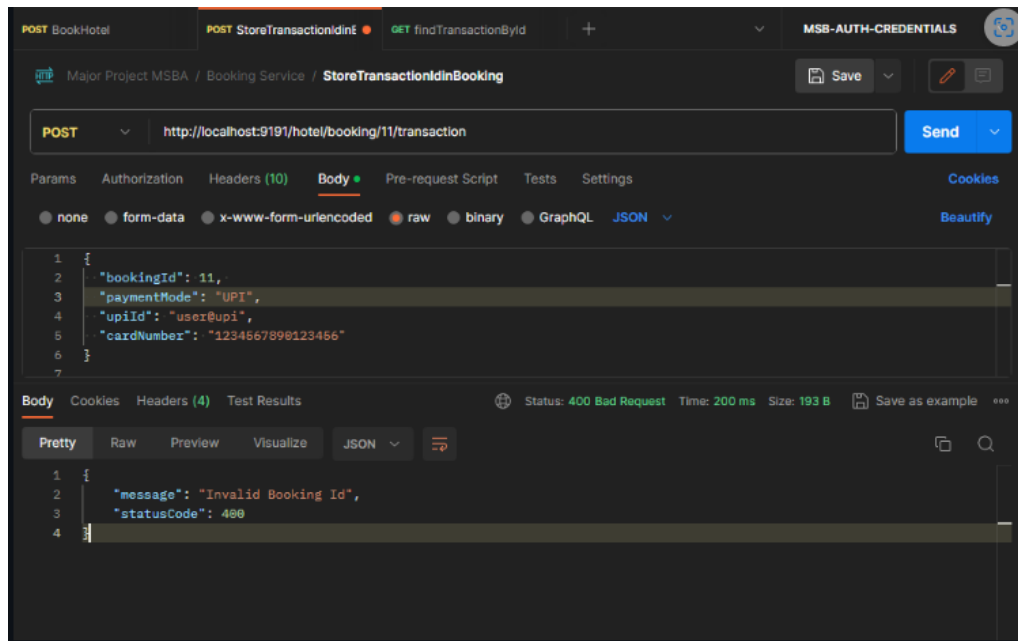 POST BookHotel POST StoreTransactionIdinE GET findTransactionById MSB-AUTH-CREDENTIALS
HTTP Major Project MSBA / Booking Service / StoreTransactionIdinBooking Save
POST http://localhost:9191/hotel/booking/11/transaction Send
Params Authorization Headers (10) Body Pre-request Script Tests Settings Cookies
none form-data x-www-form-urlencoded raw binary GraphQL JSON Beautify
1 {
2 "bookingId": 11,
3 "paymentMode": "UPI",
4 "upiId": "user@upi",
5 "cardNumber": "1234567890123456"
6 }
7
Body Cookies Headers (4) Test Results Status: 400 Bad Request Time: 200 ms Size: 193 B Save as example
Pretty Raw Preview Visualize JSON
1 {
2 "message": "Invalid Booking Id",
3 "statusCode": 400
4 }